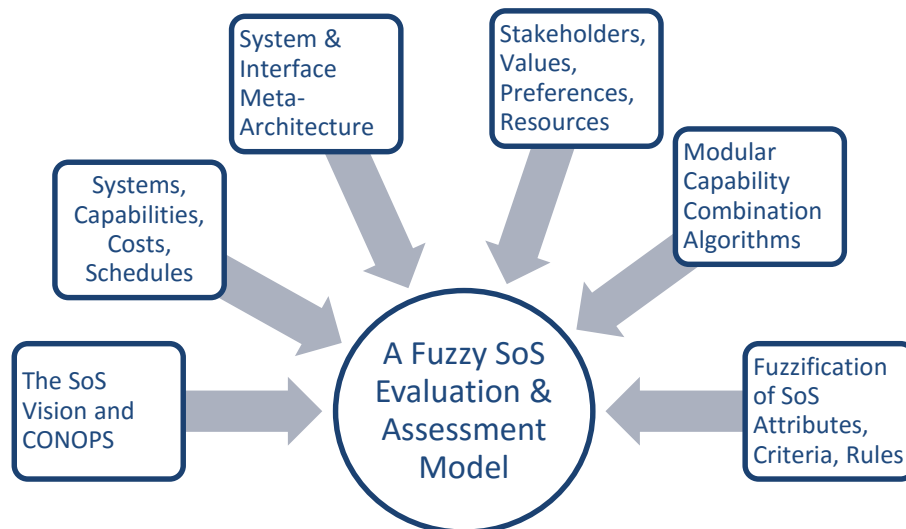 System &
Interface
Meta-
Architecture
Stakeholders,
Values,
Preferences,
Resources
Systems,
Capabilities,
Costs,
Schedules
Modular
Capability
Combination
Algorithms
The SoS
Vision and
CONOPS
A Fuzzy SoS
Evaluation &
Assessment
Model
Fuzzification
of SoS
Attributes,
Criteria, Rules